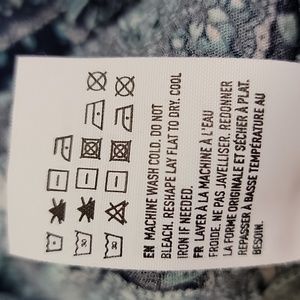 EN MACHINE WASH COLD. DO NOT
BLEACH. RESHAPE LAY FLAT TO DRY. COOL
IRON IF NEEDED.
FR LAVER À LA MACHINE À L'EAU
FROIDE. NE PAS JAVELLISER. REDONNER
LA FORME ORIGINALE ET SÉCHER À PLAT.
REPASSER À BASSE TEMPÉRATURE AU
BESOIN.